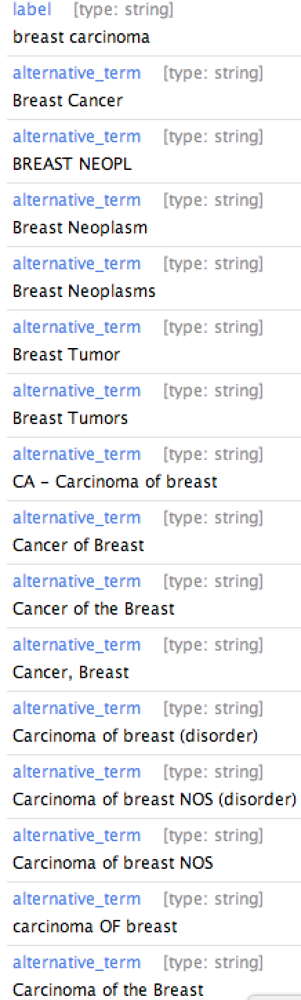 label [type: string]
breast carcinoma
alternative_term [type: string]
Breast Cancer
alternative_term [type: string]
BREAST NEOPL
alternative_term [type: string]
Breast Neoplasm
alternative_term [type: string]
Breast Neoplasms
alternative_term [type: string]
Breast Tumor
alternative_term [type: string]
Breast Tumors
alternative_term [type: string]
CA – Carcinoma of breast
alternative_term [type: string]
Cancer of Breast
alternative_term [type: string]
Cancer of the Breast
alternative_term [type: string]
Cancer, Breast
alternative_term [type: string]
Carcinoma of breast (disorder)
alternative_term [type: string]
Carcinoma of breast NOS (disorder)
alternative_term [type: string]
Carcinoma of breast NOS
alternative_term [type: string]
carcinoma OF breast
alternative_term [type: string]
Carcinoma of the Breast